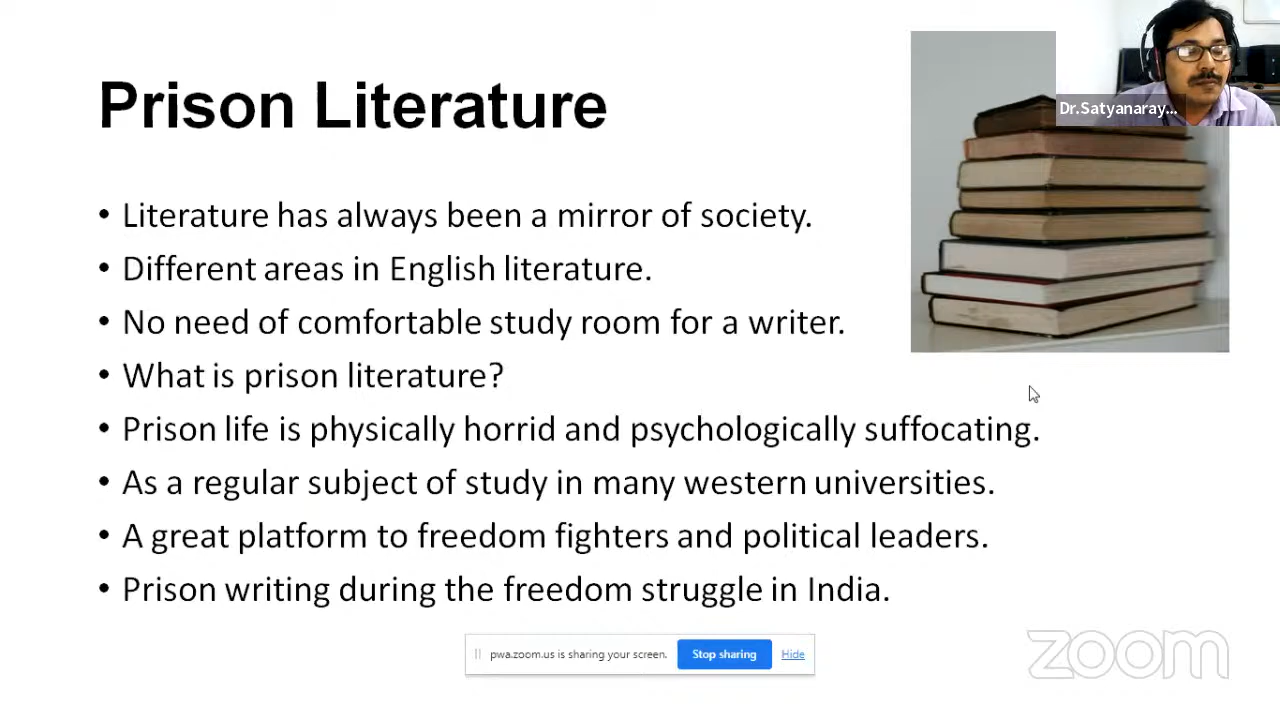 Prison Literature
Dr.Satyanaray...
• Literature has always been a mirror of society.
• Different areas in English literature.
• No need of comfortable study room for a writer.
• What is prison literature?
• Prison life is physically horrid and psychologically suffocating.
• As a regular subject of study in many western universities.
• A great platform to freedom fighters and political leaders.
• Prison writing during the freedom struggle in India.
pwa.zoom.us is sharing your screen. Stop sharing Hide
zoom